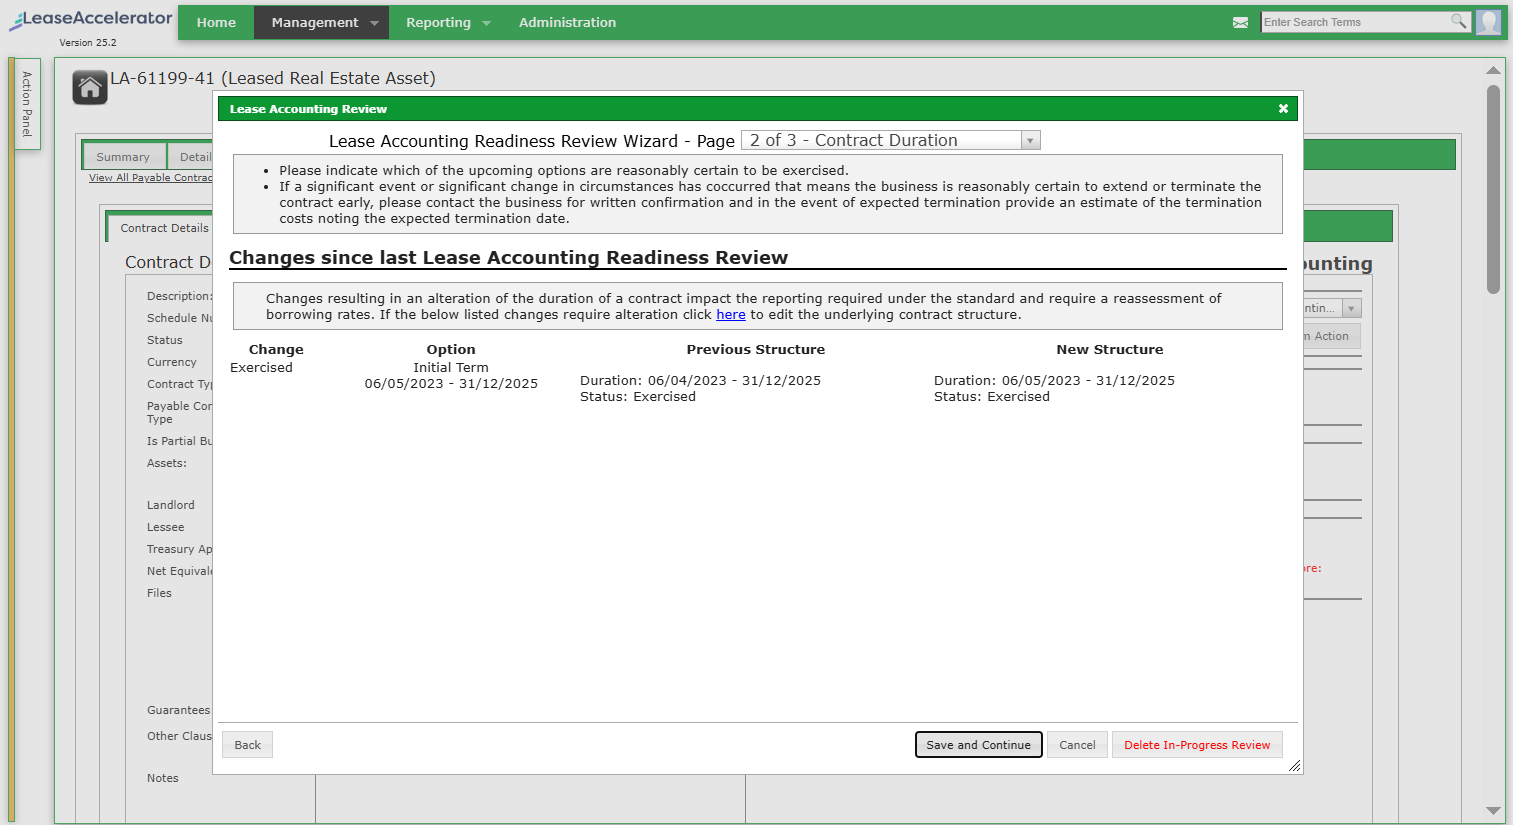 LeaseAccelerator
Version 25.2
Home
Management
Reporting
Administration
Enter Search Terms
Action Panel
LA-61199-41 (Leased Real Estate Asset)
Summary
Detail
View All Payable Contrac
Contract Details
Contract D
Description:
Schedule Nu
Status
Currency
Contract Typ
Payable Con
Type
Is Partial Bu
Assets:
Landlord
Lessee
Treasury Ap
Net Equivale
Files
Guarantees
Other Claus
Notes
Lease Accounting Review
Lease Accounting Readiness Review Wizard - Page 2 of 3 - Contract Duration
• Please indicate which of the upcoming options are reasonably certain to be exercised.
• If a significant event or significant change in circumstances has coccurred that means the business is reasonably certain to extend or terminate the
contract early, please contact the business for written confirmation and in the event of expected termination provide an estimate of the termination
costs noting the expected termination date.
Changes since last Lease Accounting Readiness Review
Changes resulting in an alteration of the duration of a contract impact the reporting required under the standard and require a reassessment of
borrowing rates. If the below listed changes require alteration click here to edit the underlying contract structure.
Change Option Previous Structure New Structure
Exercised Initial Term
06/05/2023 - 31/12/2025
Duration: 06/04/2023 - 31/12/2025
Status: Exercised
Duration: 06/05/2023 - 31/12/2025
Status: Exercised
Back
Save and Continue
Cancel
Delete In-Progress Review
ounting
ntin...
m Action
ore: